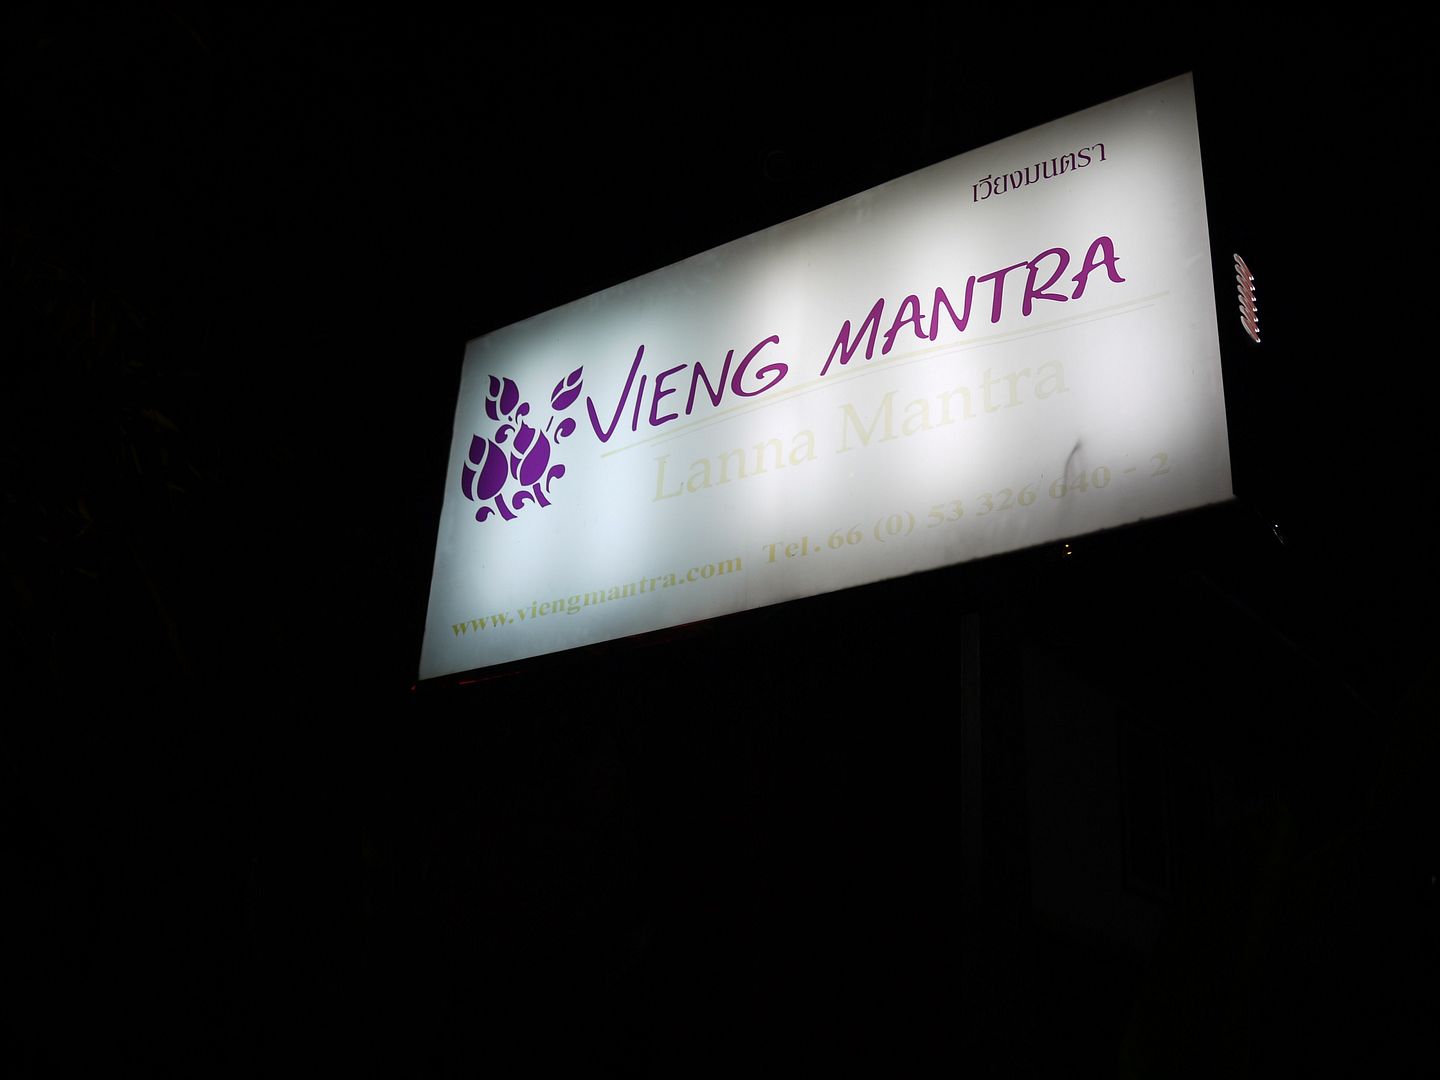 เวียงมนตรา
VIENG MANTRA
Lanna Mantra
www.viengmantra.com Tel. 66 (0) 53 326 640 - 2